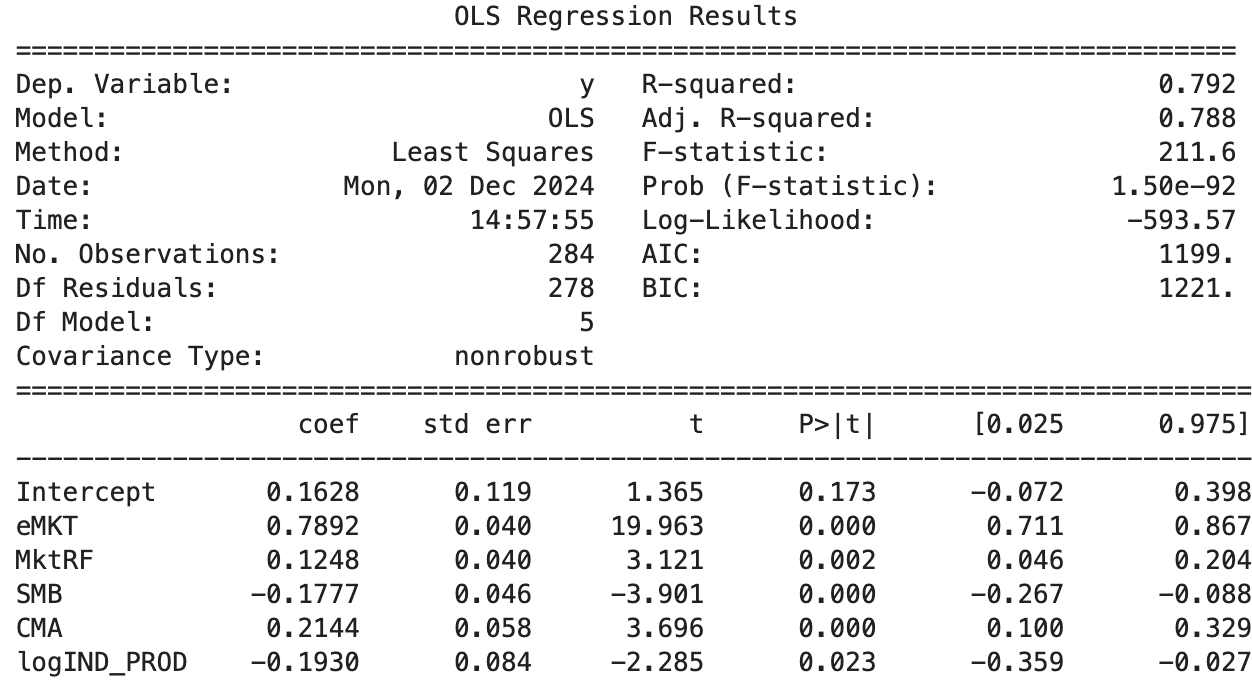 OLS Regression Results
==============================================================================
Dep. Variable: y R-squared: 0.792
Model: OLS Adj. R-squared: 0.788
Method: Least Squares F-statistic: 211.6
Date: Mon, 02 Dec 2024 Prob (F-statistic): 1.50e-92
Time: 14:57:55 Log-Likelihood: -593.57
No. Observations: 284 AIC: 1199.
Df Residuals: 278 BIC: 1221.
Df Model: 5
Covariance Type: nonrobust
===============================================================================
coef std err t P>|t| [0.025 0.975]
-------------------------------------------------------------------------------
Intercept 0.1628 0.119 1.365 0.173 -0.072 0.398
eMKT 0.7892 0.040 19.963 0.000 0.711 0.867
MktRF 0.1248 0.040 3.121 0.002 0.046 0.204
SMB -0.1777 0.046 -3.901 0.000 -0.267 -0.088
CMA 0.2144 0.058 3.696 0.000 0.100 0.329
logIND_PROD -0.1930 0.084 -2.285 0.023 -0.359 -0.027